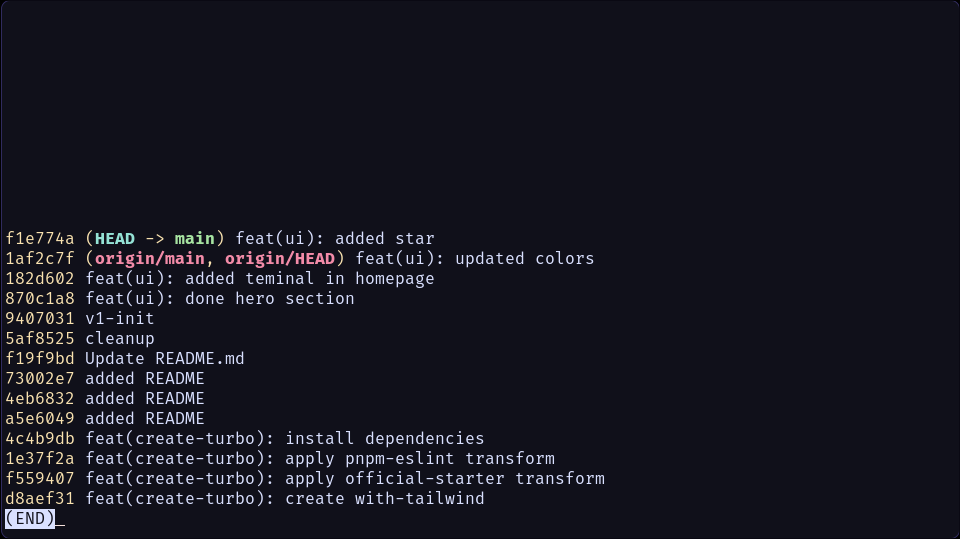 f1e774a (HEAD -> main) feat(ui): added star
1af2c7f (origin/main, origin/HEAD) feat(ui): updated colors
182d602 feat(ui): added teminal in homepage
870c1a8 feat(ui): done hero section
9407031 v1-init
5af8525 cleanup
f19f9bd Update README.md
73002e7 added README
4eb6832 added README
a5e6049 added README
4c4b9db feat(create-turbo): install dependencies
1e37f2a feat(create-turbo): apply pnpm-eslint transform
f559407 feat(create-turbo): apply official-starter transform
d8aef31 feat(create-turbo): create with-tailwind
(END)_